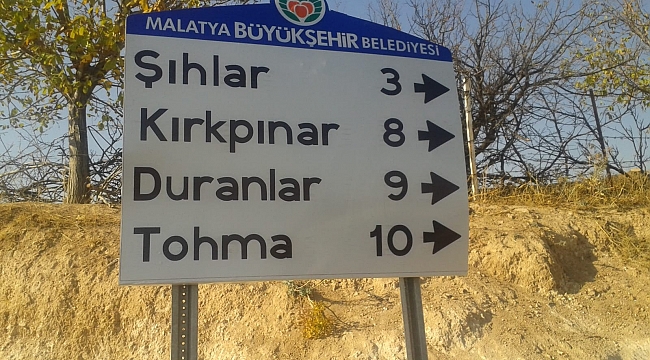 MALATYA BÜYÜKŞEHİR BELEDİYESİ
Şıhlar 3
Kırkpınar 8
Duranlar 9
Tohma 10